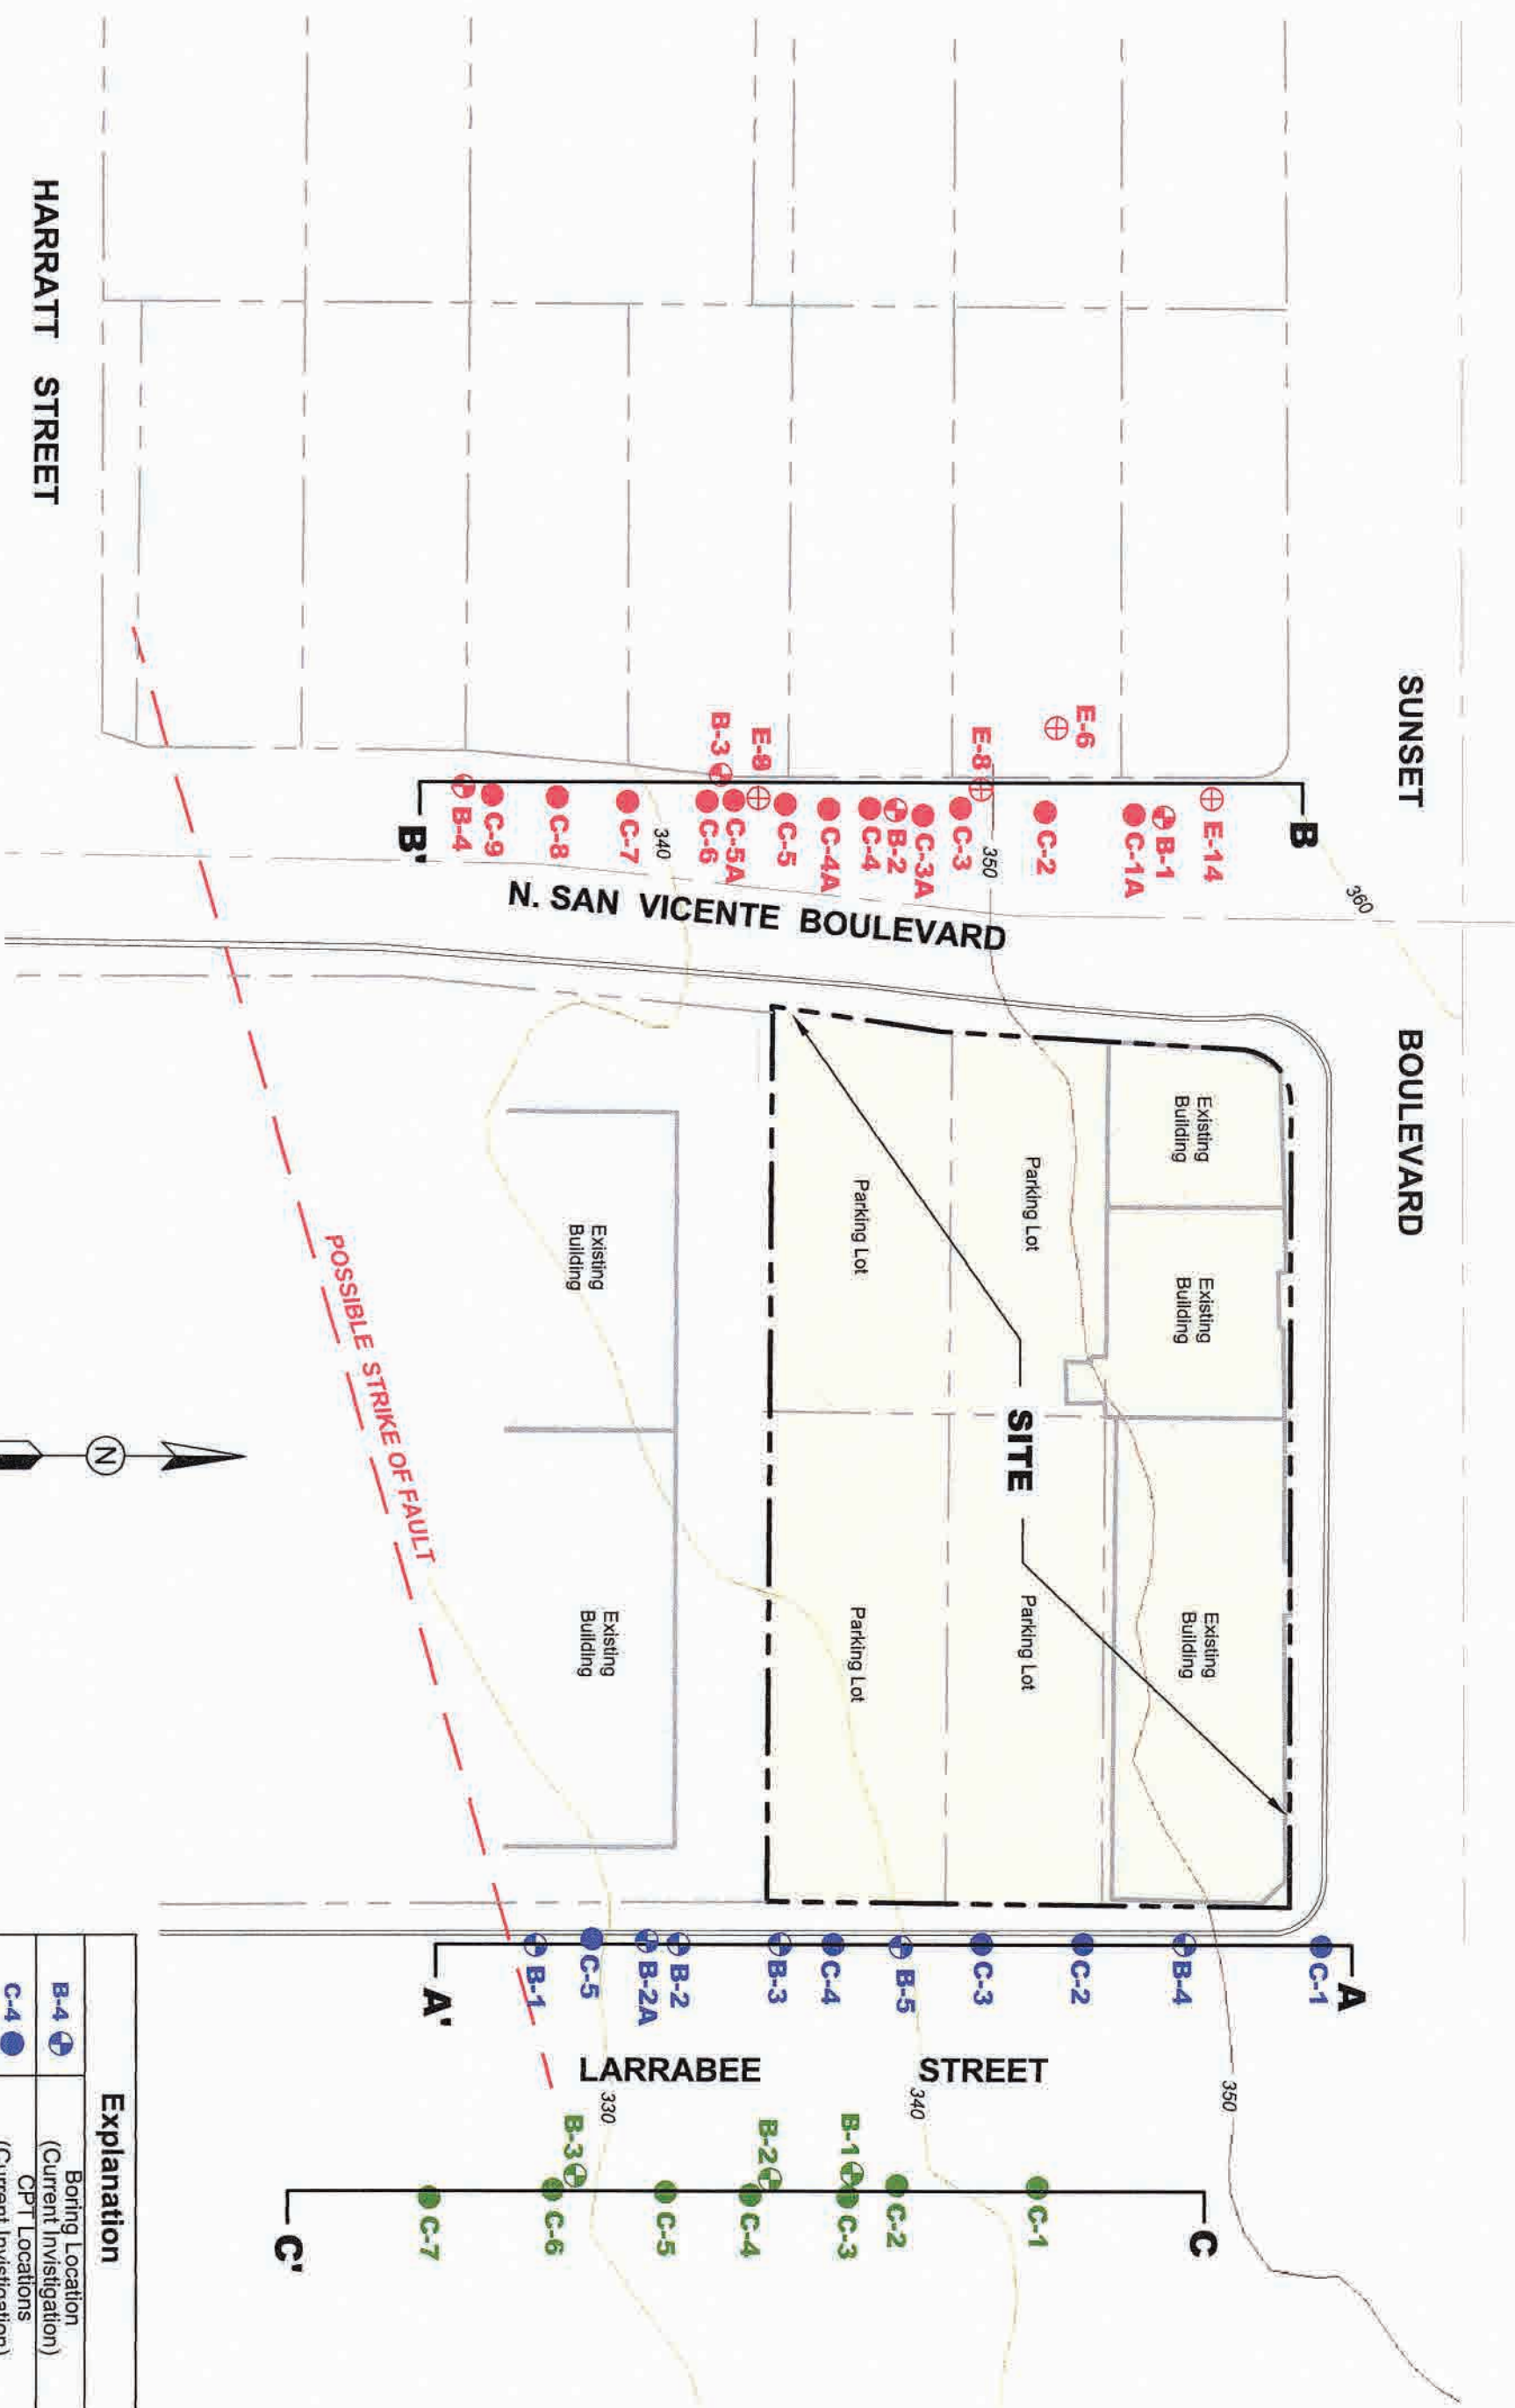 SUNSET BOULEVARD
360
B
E-14
B-1
C-1A
E-6
C-2
350
E-8
C-3
C-3A
B-2
C-4
C-4A
C-5
E-8
C-5A
B-3
C-6
340
C-7
C-8
C-9
B-4
B'
N. SAN VICENTE BOULEVARD
HARRATT STREET
Existing
Building
Existing
Building
Existing
Building
Parking Lot
SITE
Parking Lot
Parking Lot
Parking Lot
Existing
Building
Existing
Building
POSSIBLE STRIKE OF FAULT
N
A
C-1
B-4
C-2
C-3
B-5
C-4
B-3
B-2
B-2A
C-5
B-1
A'
LARRABEE STREET
350
340
330
C
C-1
C-2
B-1
C-3
B-2
C-4
C-5
B-3
C-6
C-7
C'
Explanation
B-4
Boring Location
(Current Invistigation)
C-4
CPT Locations
(Current Invistigation)